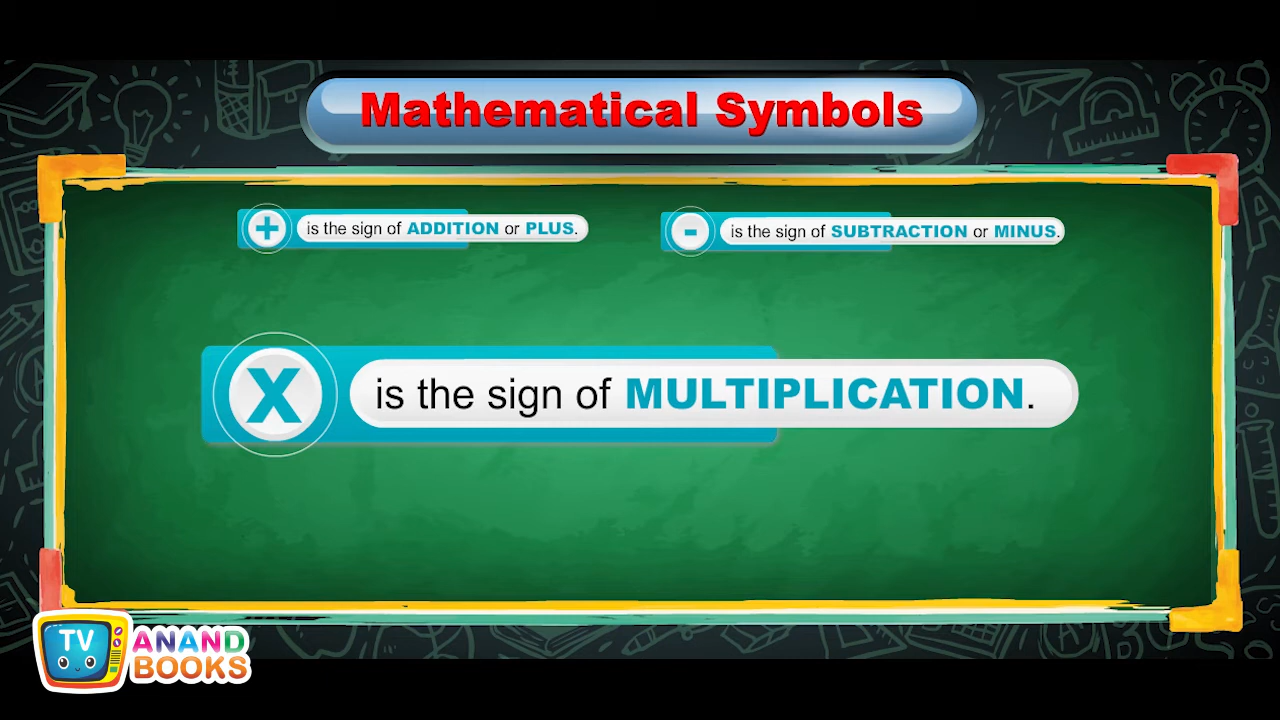 Mathematical Symbols
+ is the sign of ADDITION or PLUS.
- is the sign of SUBTRACTION or MINUS.
X is the sign of MULTIPLICATION.
TV ANAND
BOOKS